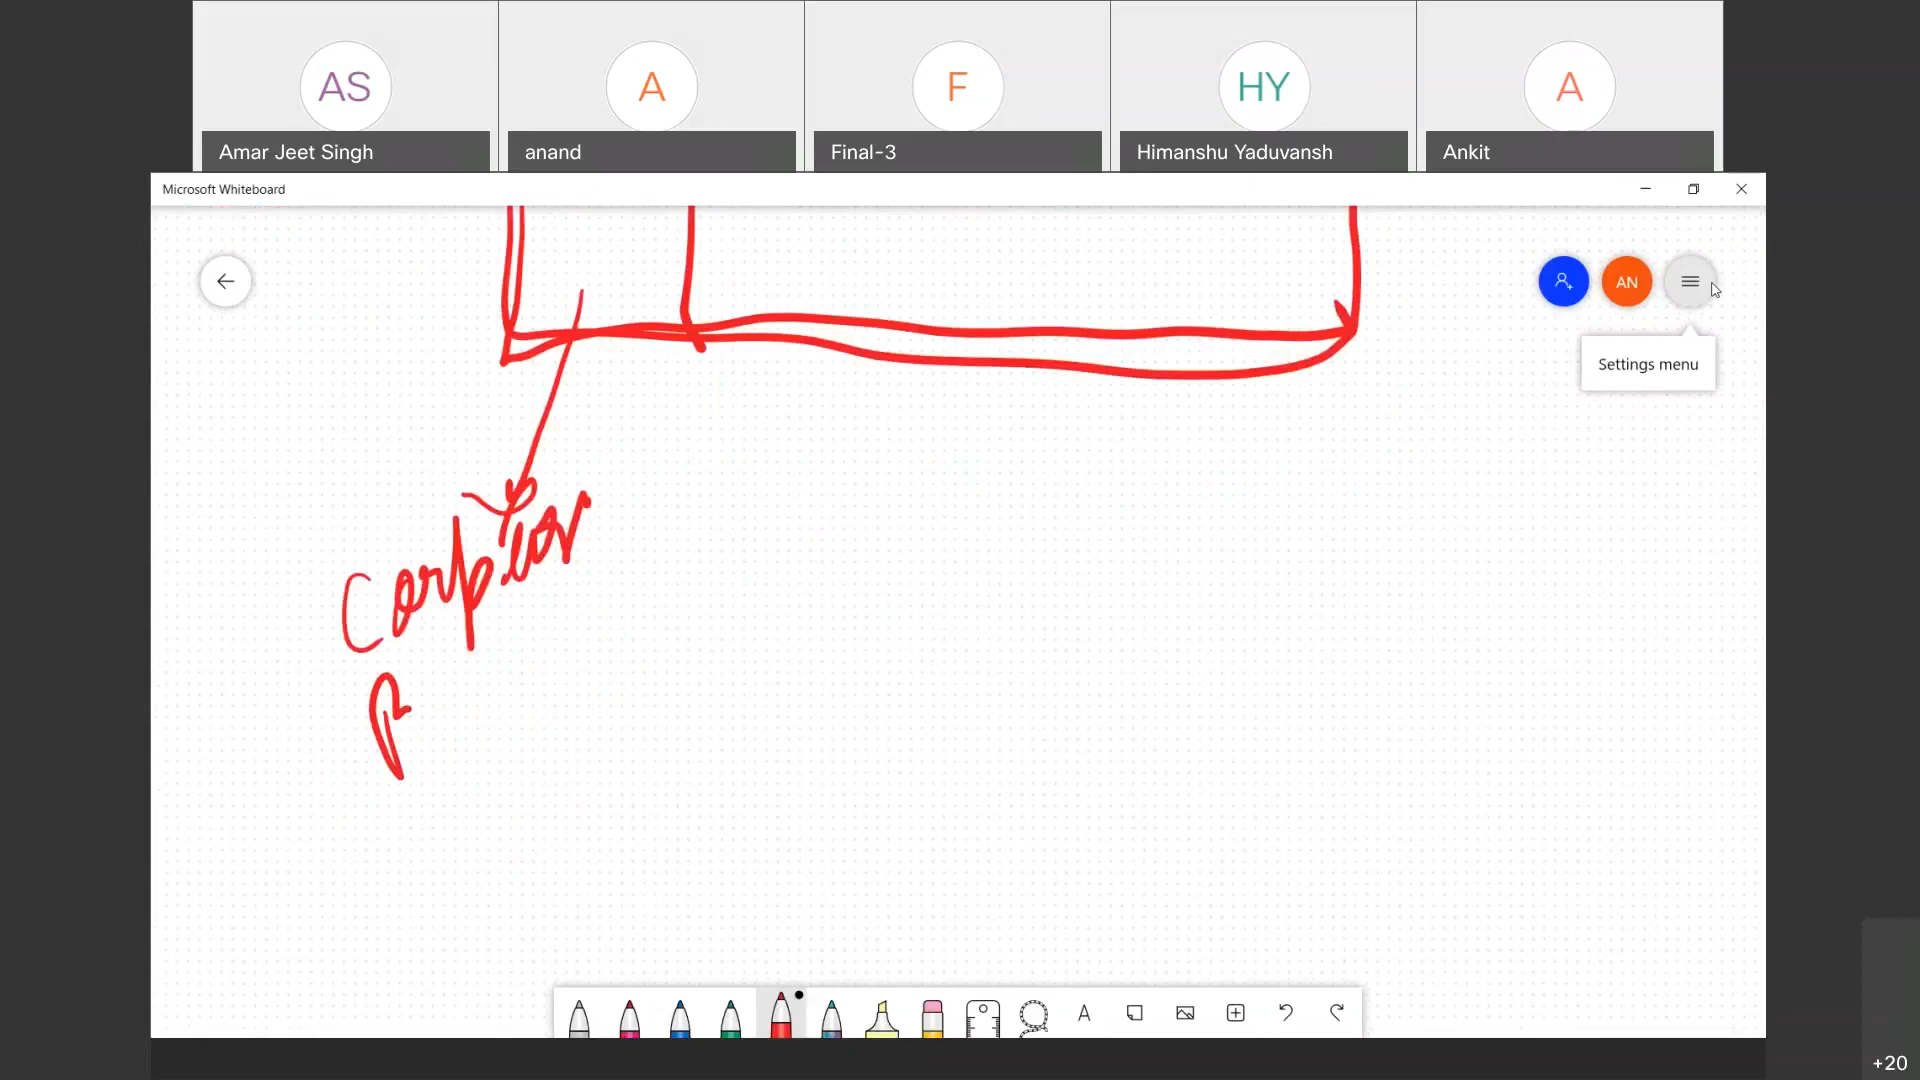 AS A F HY A
Amar Jeet Singh anand Final-3 Himanshu Yaduvansh Ankit
Microsoft Whiteboard
AN
Settings menu
A
+20